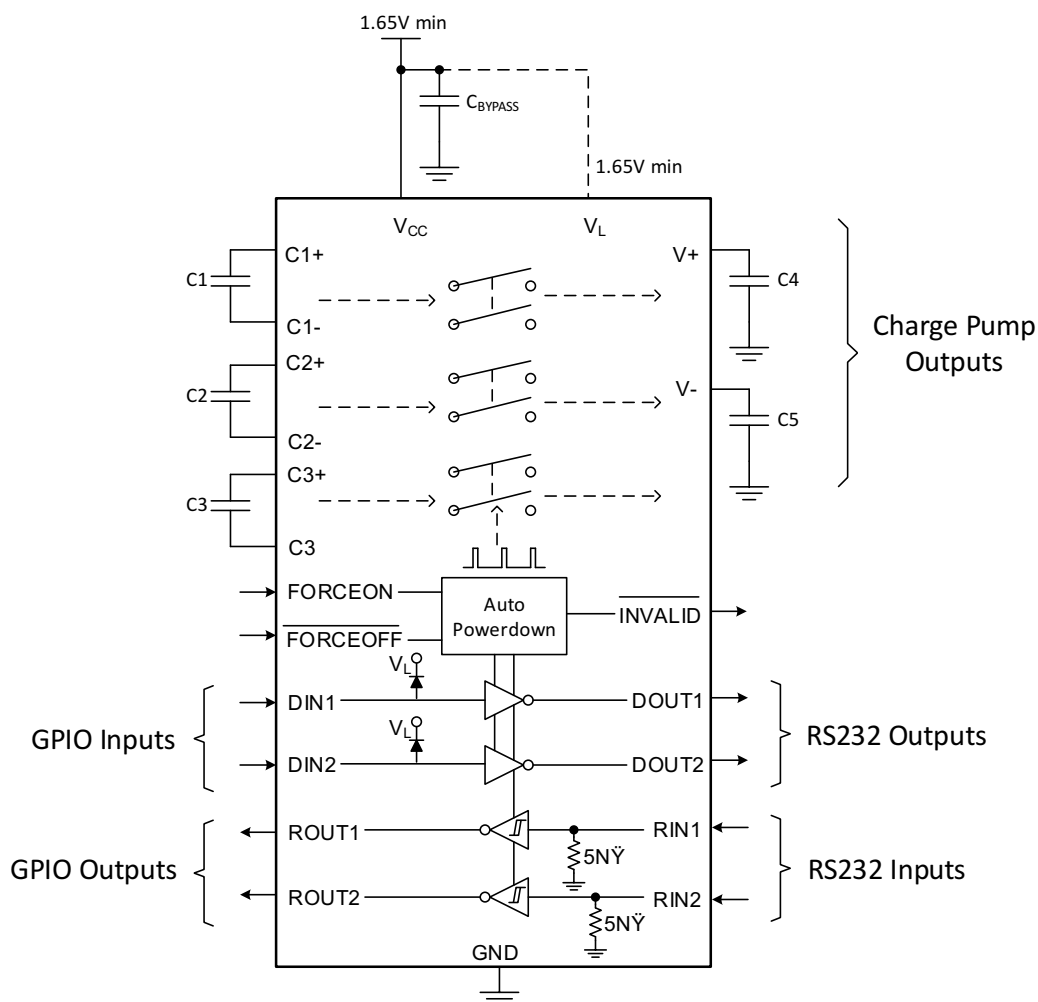 1.65V min
CBYPASS
1.65V min
VCC
VL
C1+
V+
C1
C4
C1-
Charge Pump
Outputs
C2+
V-
C2
C5
C2-
C3+
C3
C3
FORCEON
Auto
Powerdown
INVALID
FORCEOFF
VL
DIN1
DOUT1
GPIO Inputs
VL
RS232 Outputs
DIN2
DOUT2
ROUT1
RIN1
5NŸ
GPIO Outputs
RS232 Inputs
ROUT2
RIN2
5NŸ
GND